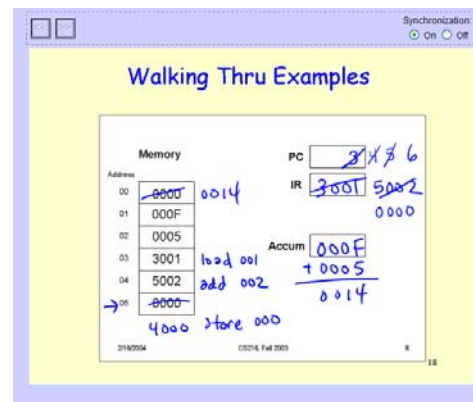 Synchronization:
On Off
Walking Thru Examples
Memory
Address
00 0000 0014
01 000F
02 0005
03 3001 load 001
04 5002 add 002
05 0000
4000 store 000
PC 3 4 5 6
IR 3001 5002
0000
Accum 000F
+ 0005
0014
2/16/2004 CS216, Fall 2003 8
18